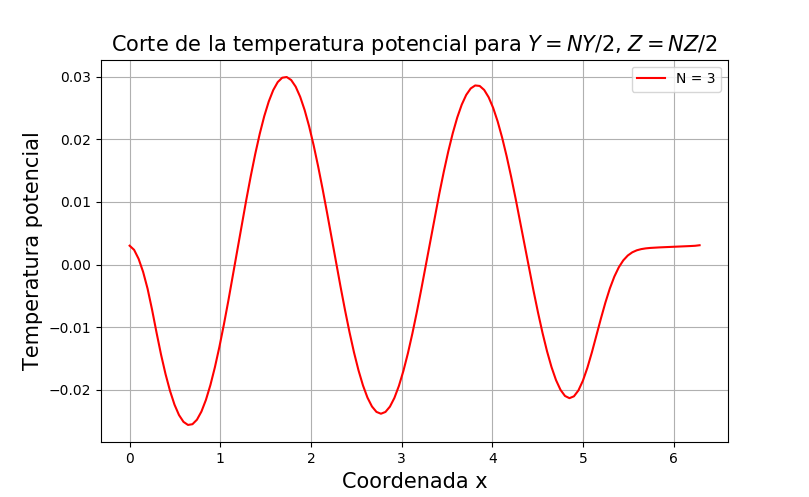 Corte de la temperatura potencial para Y = NY/2, Z = NZ/2
N = 3
Temperatura potencial
0.03
0.02
0.01
0.00
−0.01
−0.02
0 1 2 3 4 5 6
Coordenada x